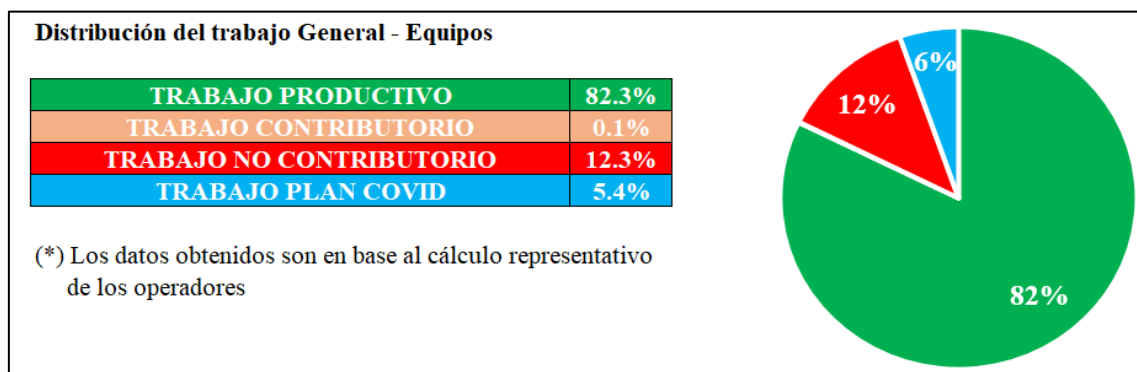 Distribución del trabajo General - Equipos
TRABAJO PRODUCTIVO 82.3%
TRABAJO CONTRIBUTORIO 0.1%
TRABAJO NO CONTRIBUTORIO 12.3%
TRABAJO PLAN COVID 5.4%
(*) Los datos obtenidos son en base al cálculo representativo
de los operadores
6%
12%
82%